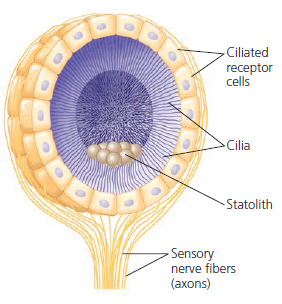 Ciliated
receptor
cells
Cilia
Statolith
Sensory
nerve fibers
(axons)